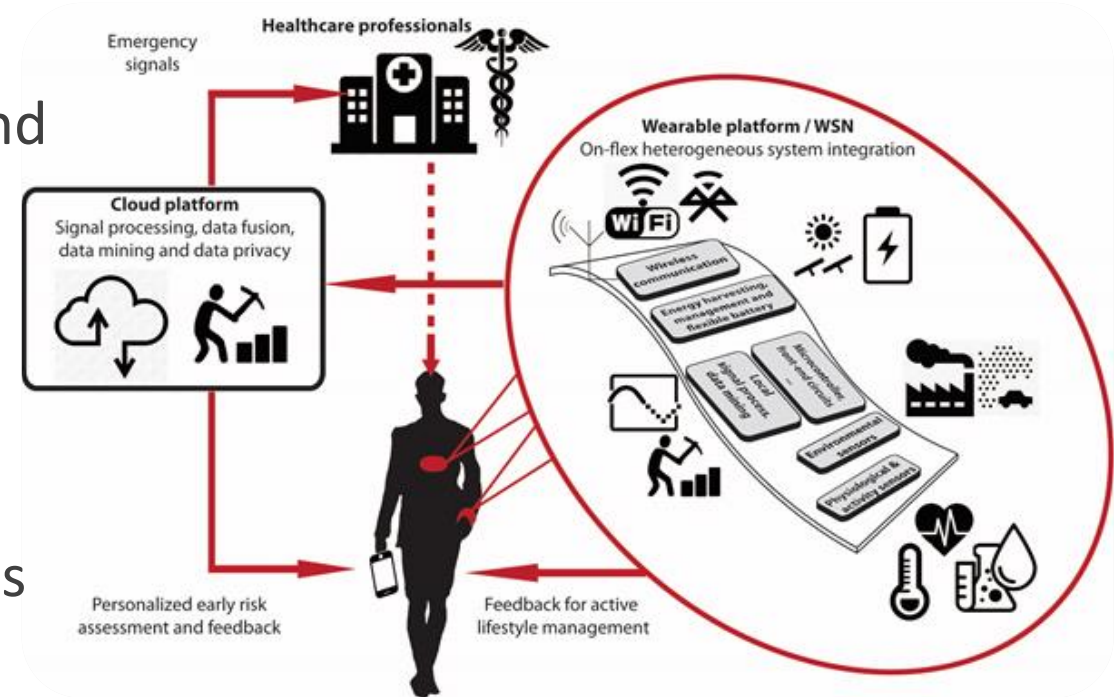 Emergency
signals
Healthcare professionals
nd
Wearable platform / WSN
On-flex heterogeneous system integration
Cloud platform
Signal processing, data fusion,
data mining and data privacy
Wi Fi
Wireless
communication
Energy harvesting,
management and
flexible battery
Local
signal process,
data mining
Microcontroller,
front-end circuits
...
Environmental
sensors
Physiological &
activity sensors
s
Personalized early risk
assessment and feedback
Feedback for active
lifestyle management